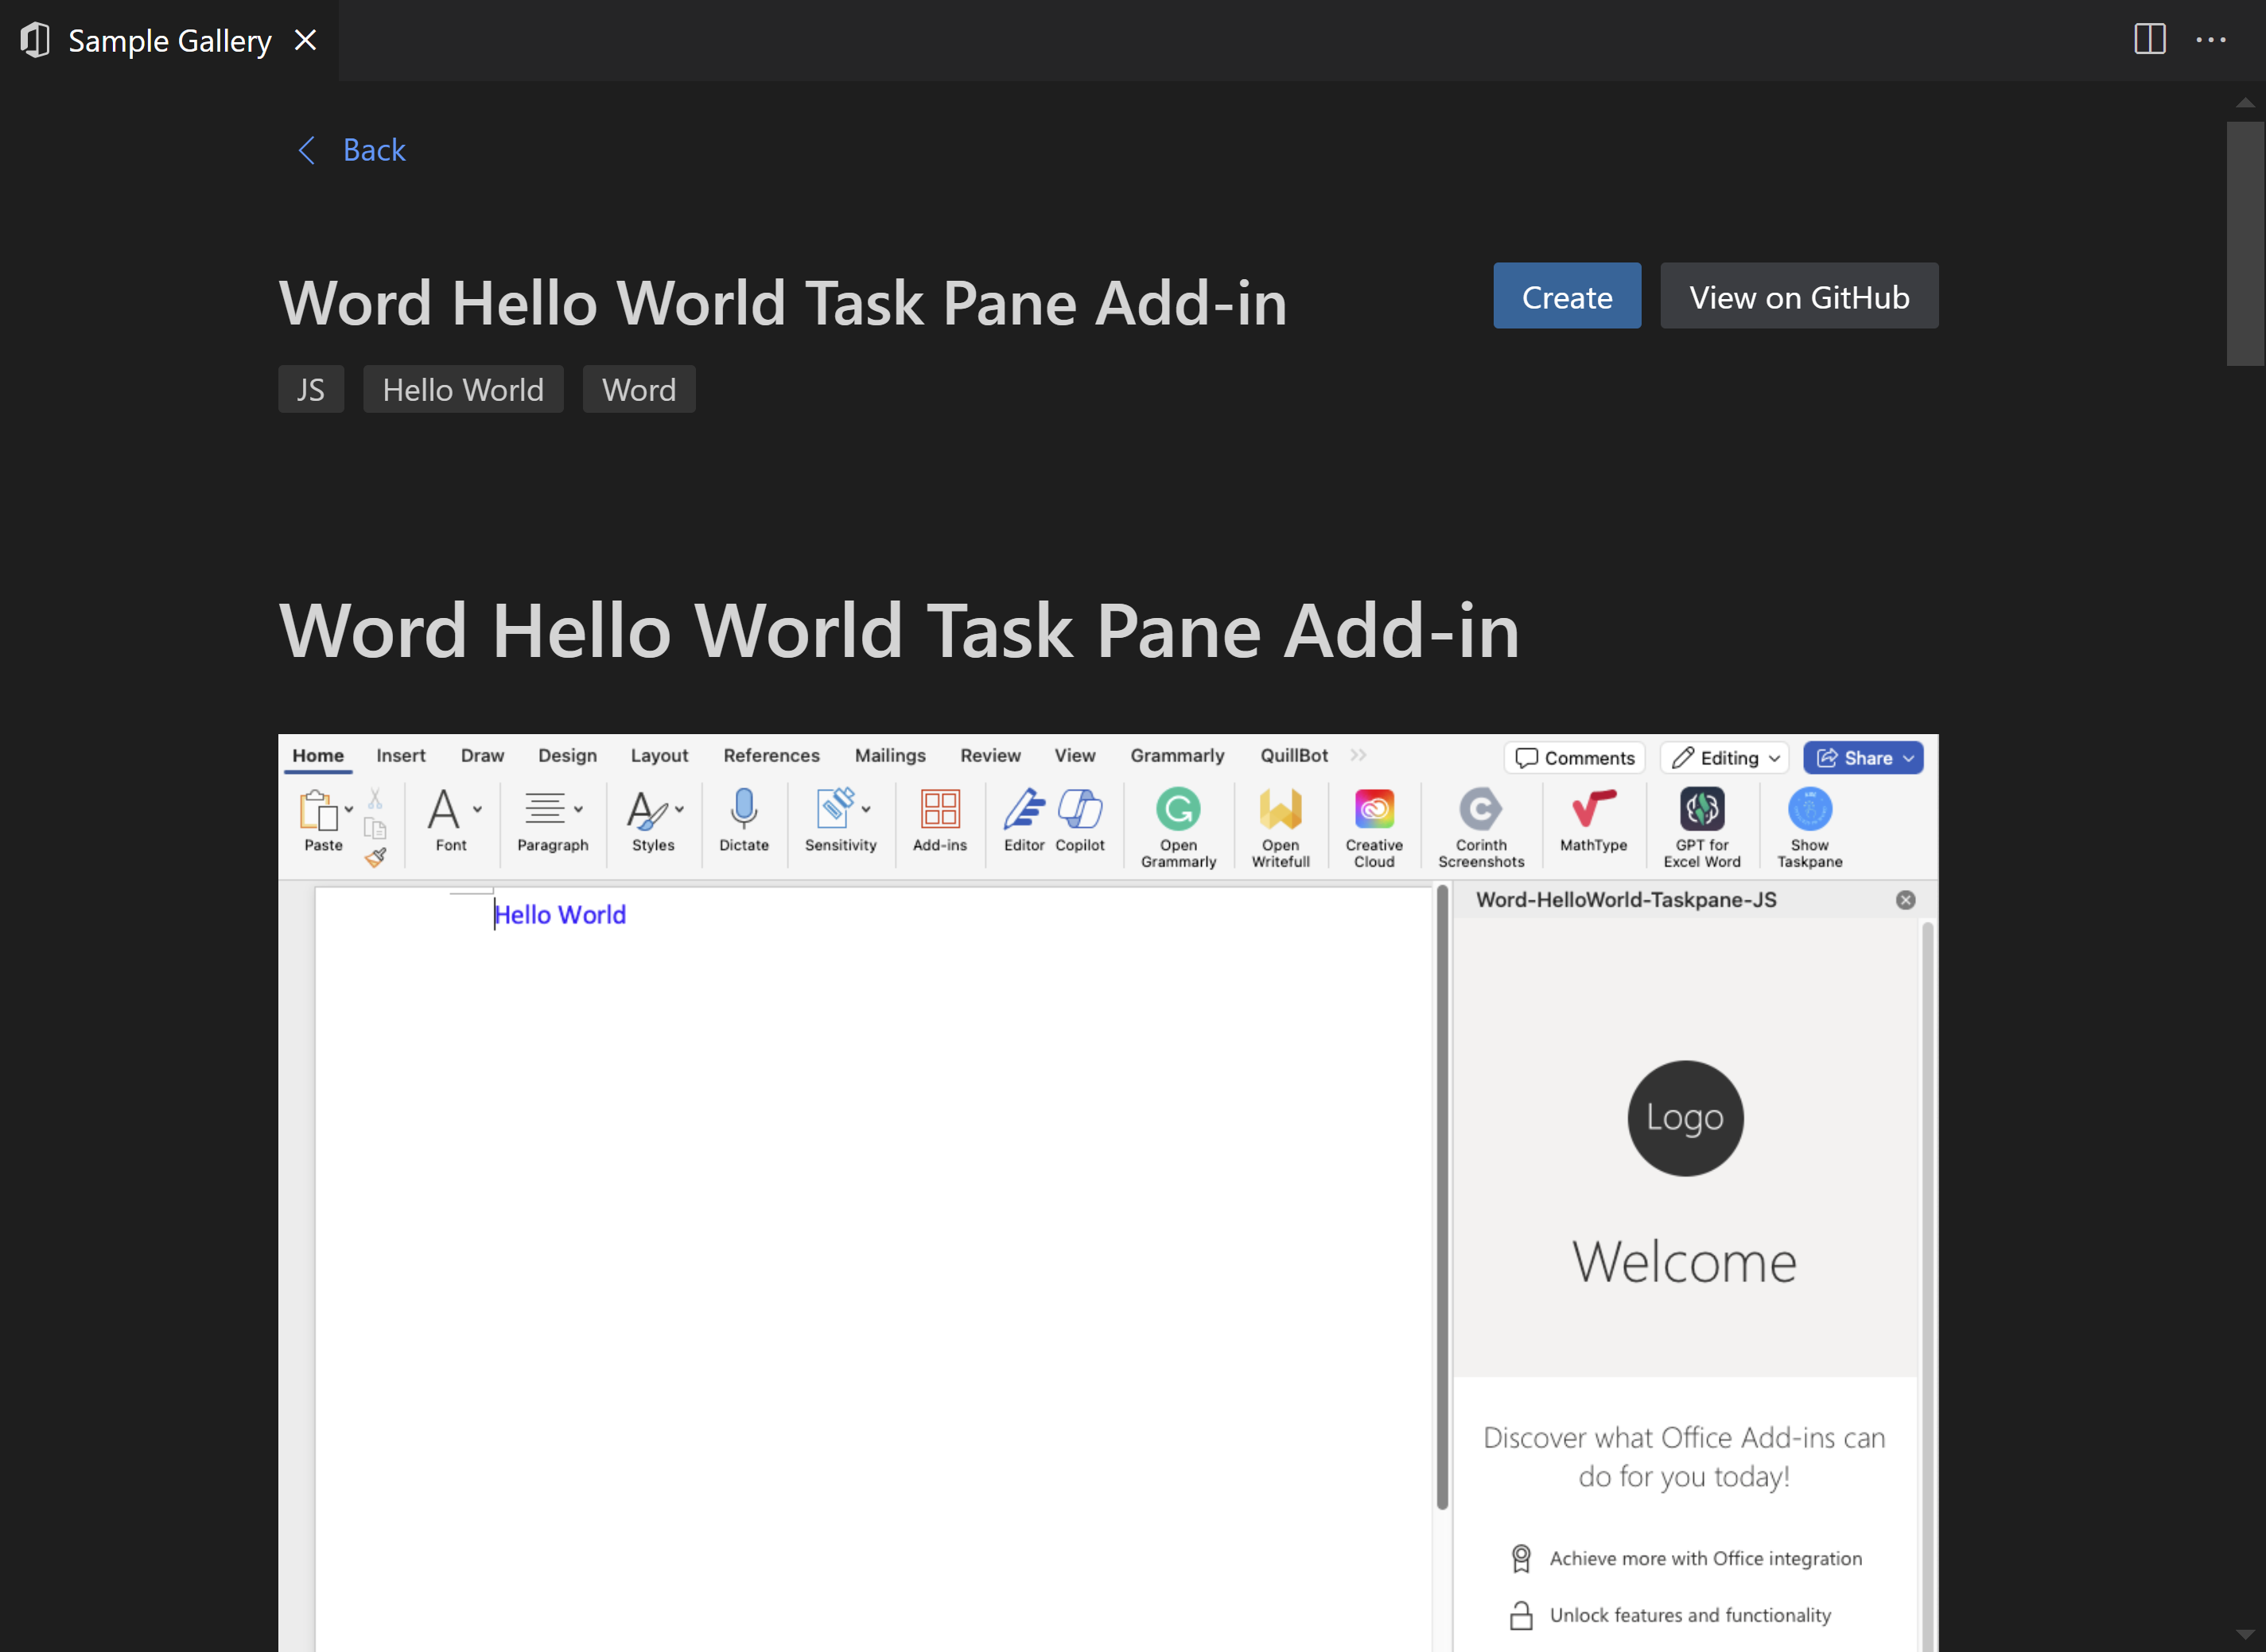 Sample Gallery
Back
Word Hello World Task Pane Add-in
Create
View on GitHub
JS
Hello World
Word
Word Hello World Task Pane Add-in
Home Insert Draw Design Layout References Mailings Review View Grammarly QuillBot
Comments
Editing
Share
Paste
Font
Paragraph
Styles
Dictate
Sensitivity
Add-ins
Editor
Copilot
Open
Grammarly
Open
Writefull
Creative
Cloud
Corinth
Screenshots
MathType
GPT for
Excel Word
Show
Taskpane
Hello World
Word-HelloWorld-Taskpane-JS
Logo
Welcome
Discover what Office Add-ins can
do for you today!
Achieve more with Office integration
Unlock features and functionality